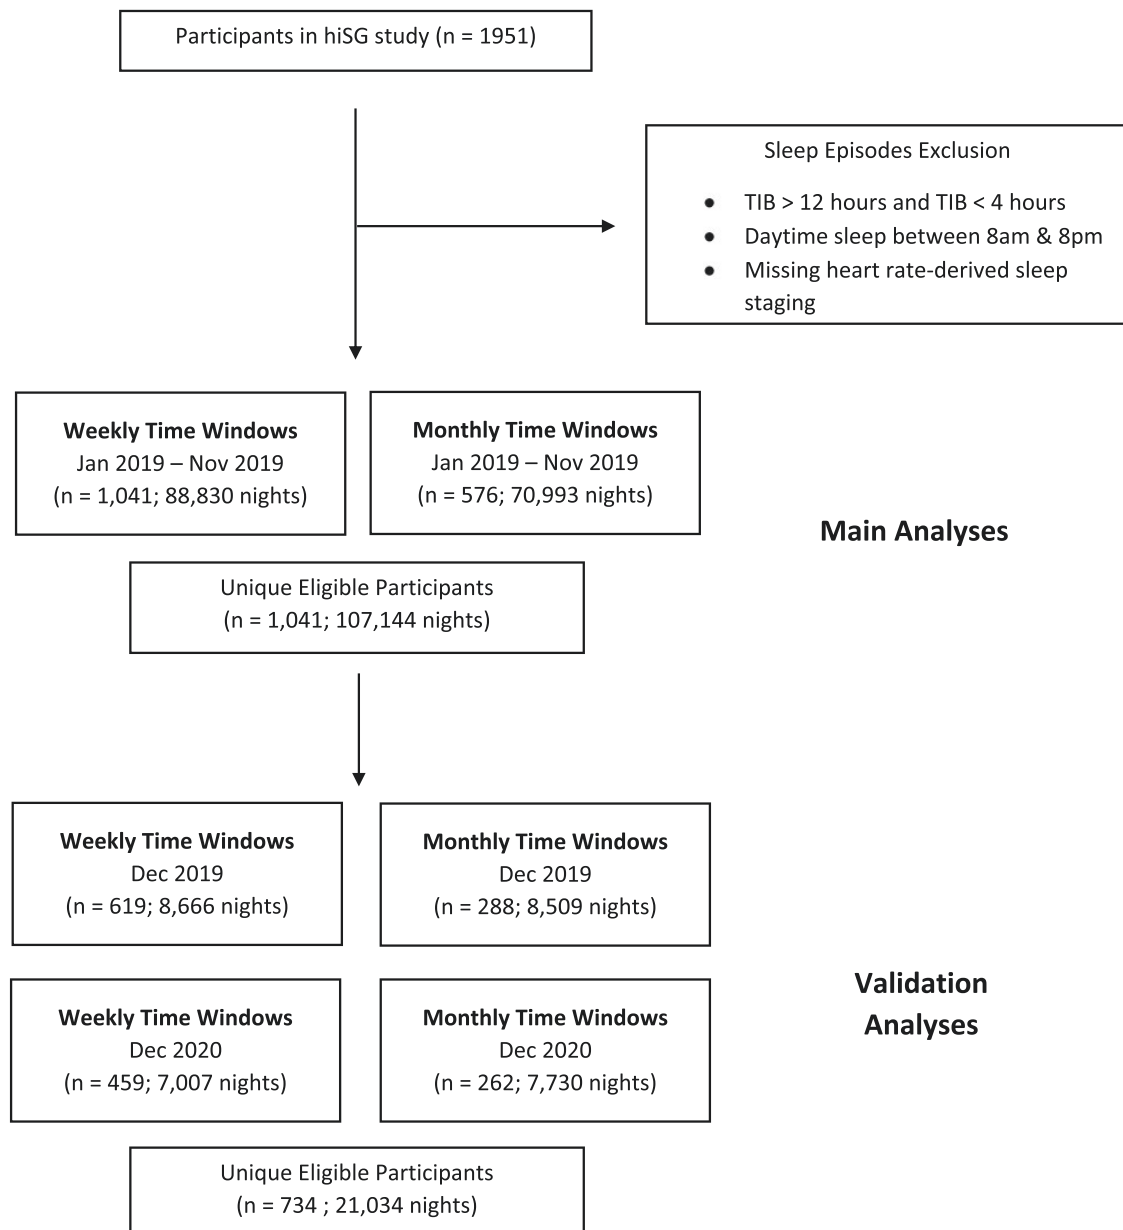 Participants in hiSG study (n = 1951)
Sleep Episodes Exclusion
● TIB > 12 hours and TIB < 4 hours
● Daytime sleep between 8am & 8pm
● Missing heart rate-derived sleep
staging
Weekly Time Windows
Jan 2019 – Nov 2019
(n = 1,041; 88,830 nights)
Monthly Time Windows
Jan 2019 – Nov 2019
(n = 576; 70,993 nights)
Main Analyses
Unique Eligible Participants
(n = 1,041; 107,144 nights)
Weekly Time Windows
Dec 2019
(n = 619; 8,666 nights)
Monthly Time Windows
Dec 2019
(n = 288; 8,509 nights)
Validation
Analyses
Weekly Time Windows
Dec 2020
(n = 459; 7,007 nights)
Monthly Time Windows
Dec 2020
(n = 262; 7,730 nights)
Unique Eligible Participants
(n = 734 ; 21,034 nights)